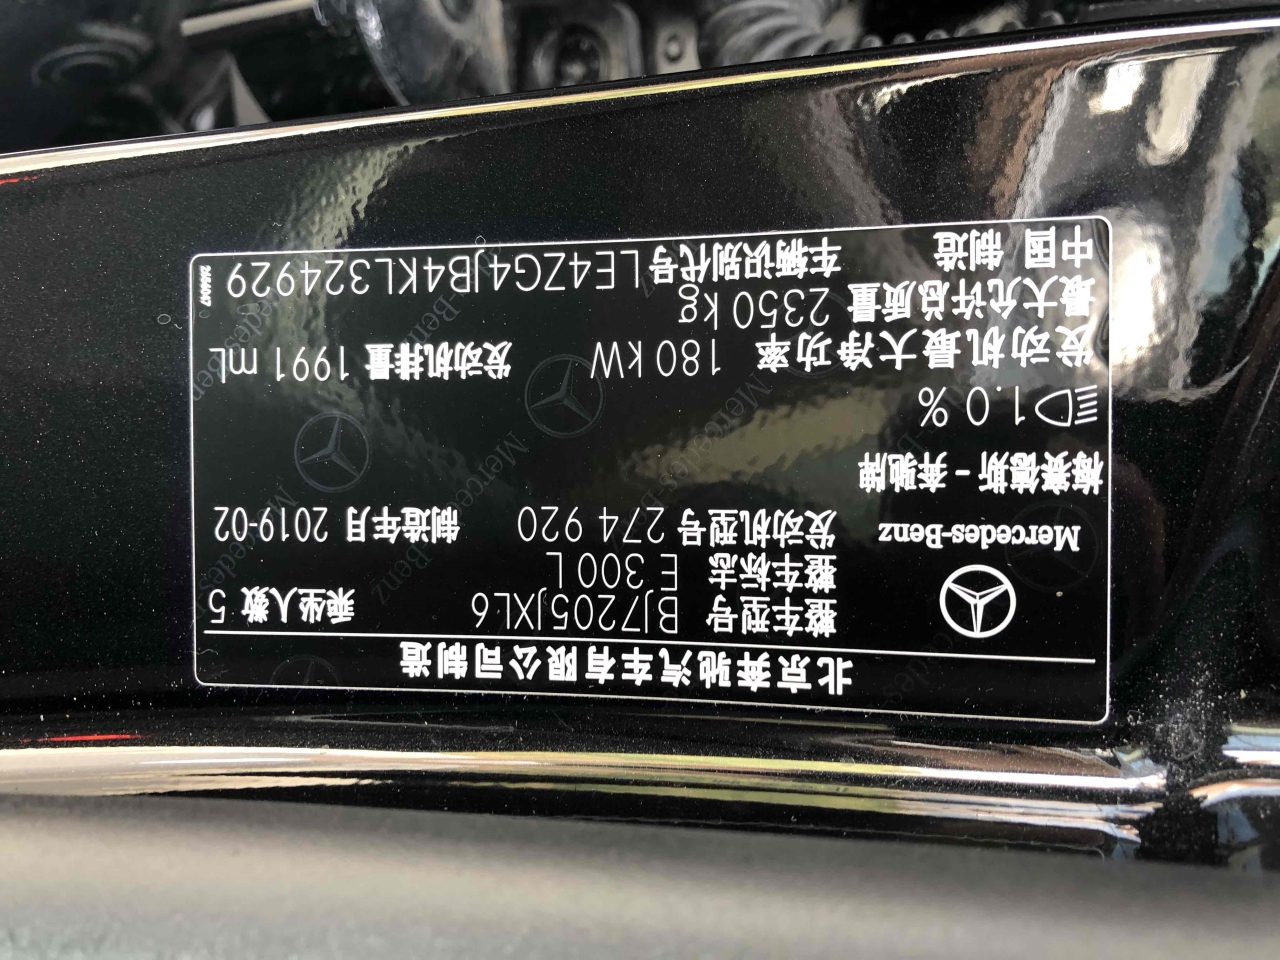 北京奔驰汽车有限公司制造
整车型号 BJ7205JXL6 乘坐人数 5
整车标志 E 300 L
Mercedes-Benz 发动机型号 274 920 制造年月 2019-02
梅赛德斯-奔驰牌
1.0 %
发动机最大净功率 180 kW 发动机排量 1991 mL
最大允许总质量 2350 kg
中国 制造 车辆识别代号 LE4ZG4JB4KL324929